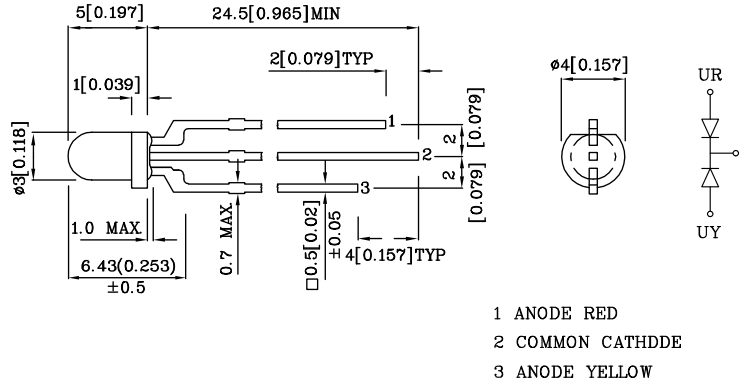 5[0.197]
24.5[0.965]MIN
2[0.079]TYP
ø4[0.157]
UR
1[0.039]
1
[0.079]
2
ø3[0.118]
2
2
[0.079]
3
1.0 MAX
0.7 MAX
□0.5[0.02]
±0.05
4[0.157]TYP
6.43(0.253)
±0.5
UY
1 ANODE RED
2 COMMON CATHDDE
3 ANODE YELLOW